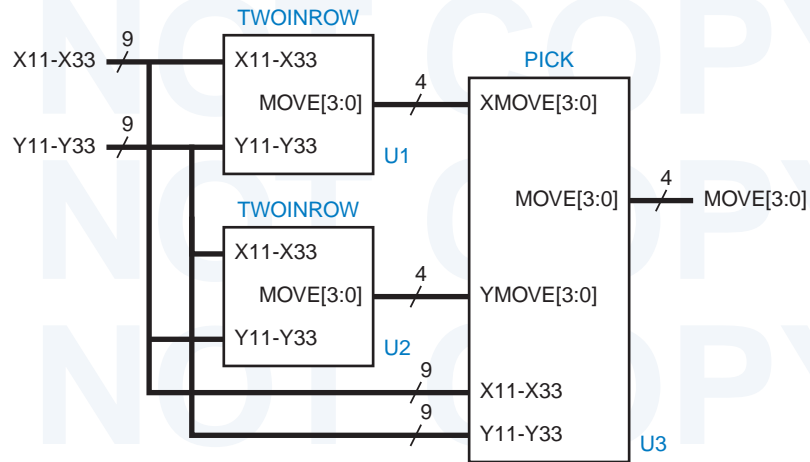 NOT COPY
NOT COPY
NOT COPY
TWOINROW
9
X11-X33
X11-X33
MOVE[3:0]
4
9
Y11-Y33
Y11-Y33
U1
TWOINROW
X11-X33
MOVE[3:0]
4
Y11-Y33
U2
PICK
XMOVE[3:0]
MOVE[3:0]
4
MOVE[3:0]
YMOVE[3:0]
9
X11-X33
9
Y11-Y33
U3